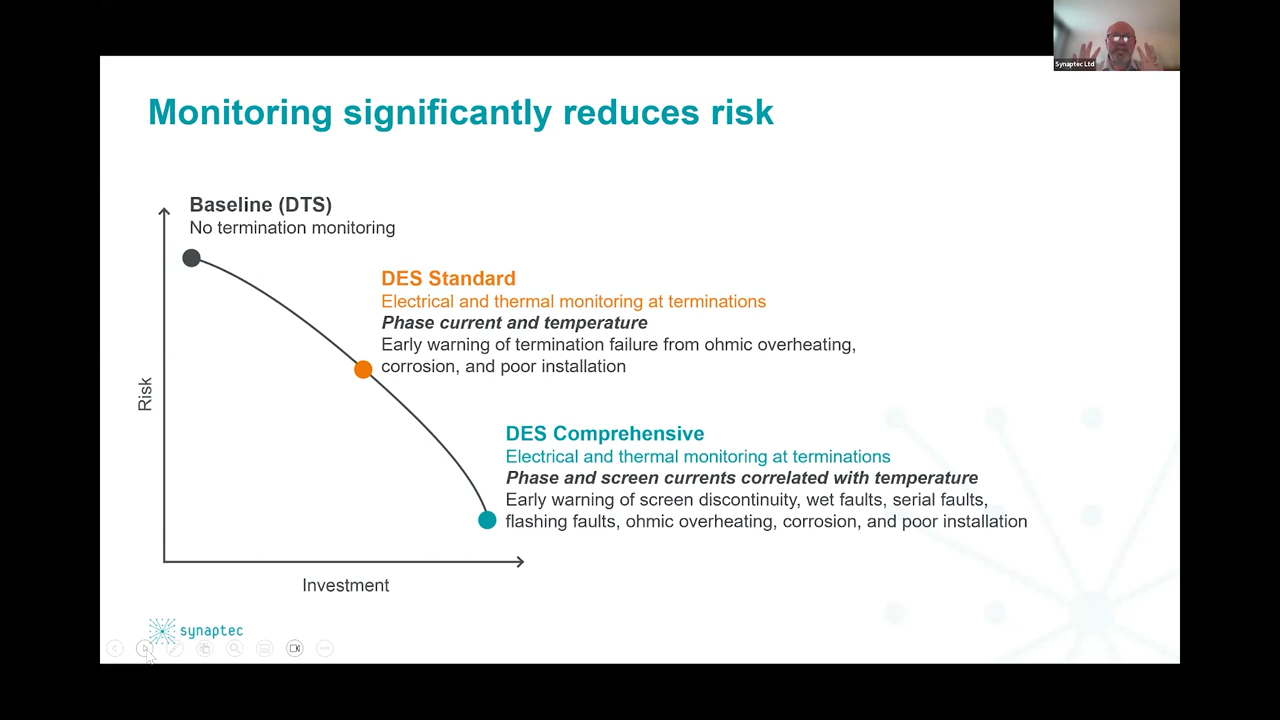 Synaptec Ltd
Monitoring significantly reduces risk
Baseline (DTS)
No termination monitoring
DES Standard
Electrical and thermal monitoring at terminations
Phase current and temperature
Early warning of termination failure from ohmic overheating,
corrosion, and poor installation
Risk
DES Comprehensive
Electrical and thermal monitoring at terminations
Phase and screen currents correlated with temperature
Early warning of screen discontinuity, wet faults, serial faults,
flashing faults, ohmic overheating, corrosion, and poor installation
Investment
synaptec